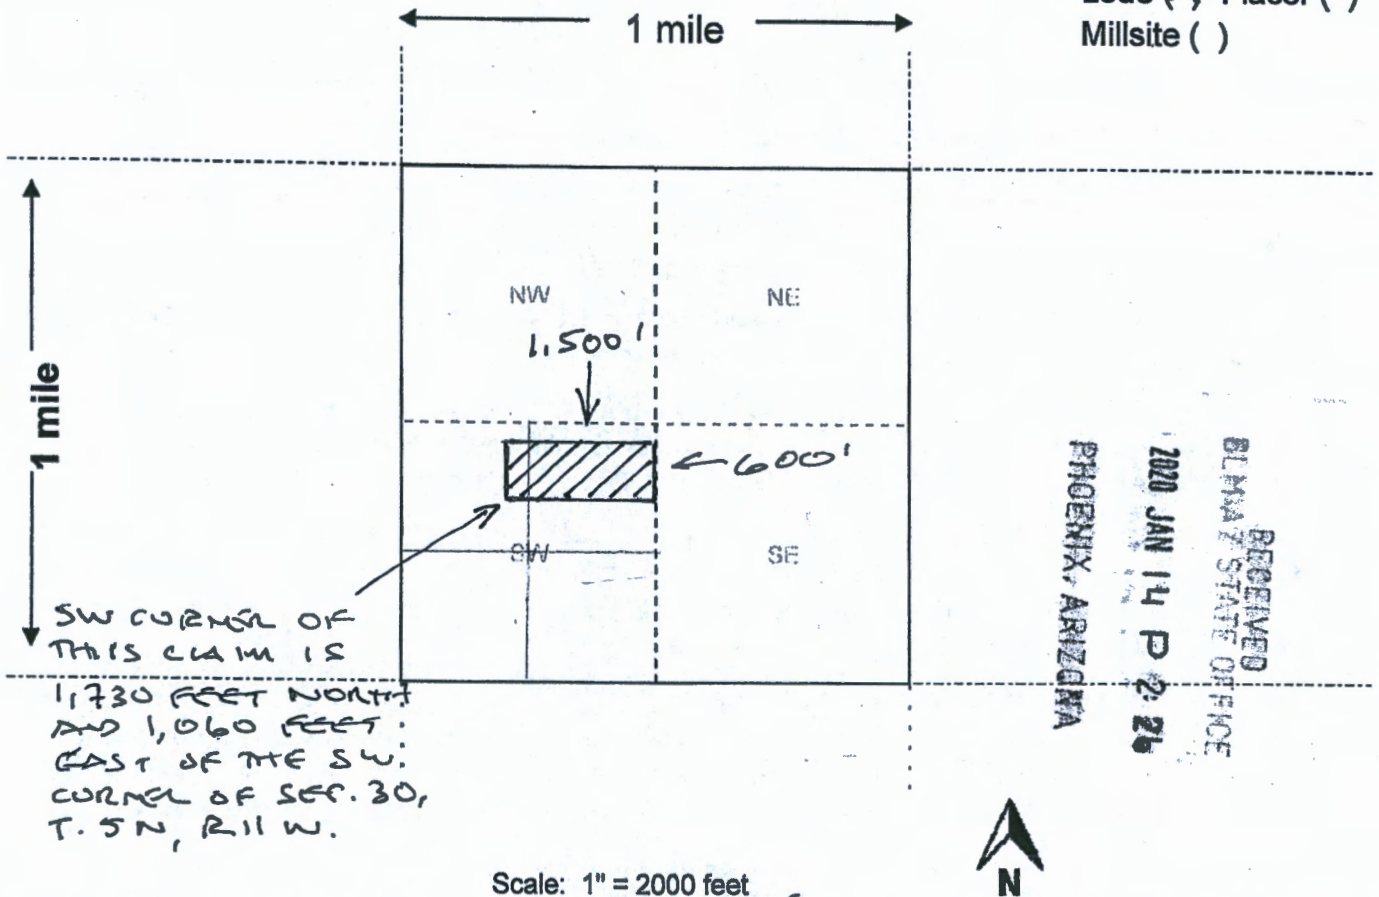 1 mile
Millsite ( )
1 mile
NW
NE
1,500'
600'
SW
SE
SW CORNER OF
THIS CLAIM IS
1,730 FEET NORTH
AND 1,060 FEET
EAST OF THE SW.
CORNER OF SEC. 30,
T. 5 N, R 11 W.
RECEIVED
BLM AZ STATE OFFICE
2020 JAN 14 P 2: 26
PHOENIX, ARIZONA
Scale: 1" = 2000 feet
N